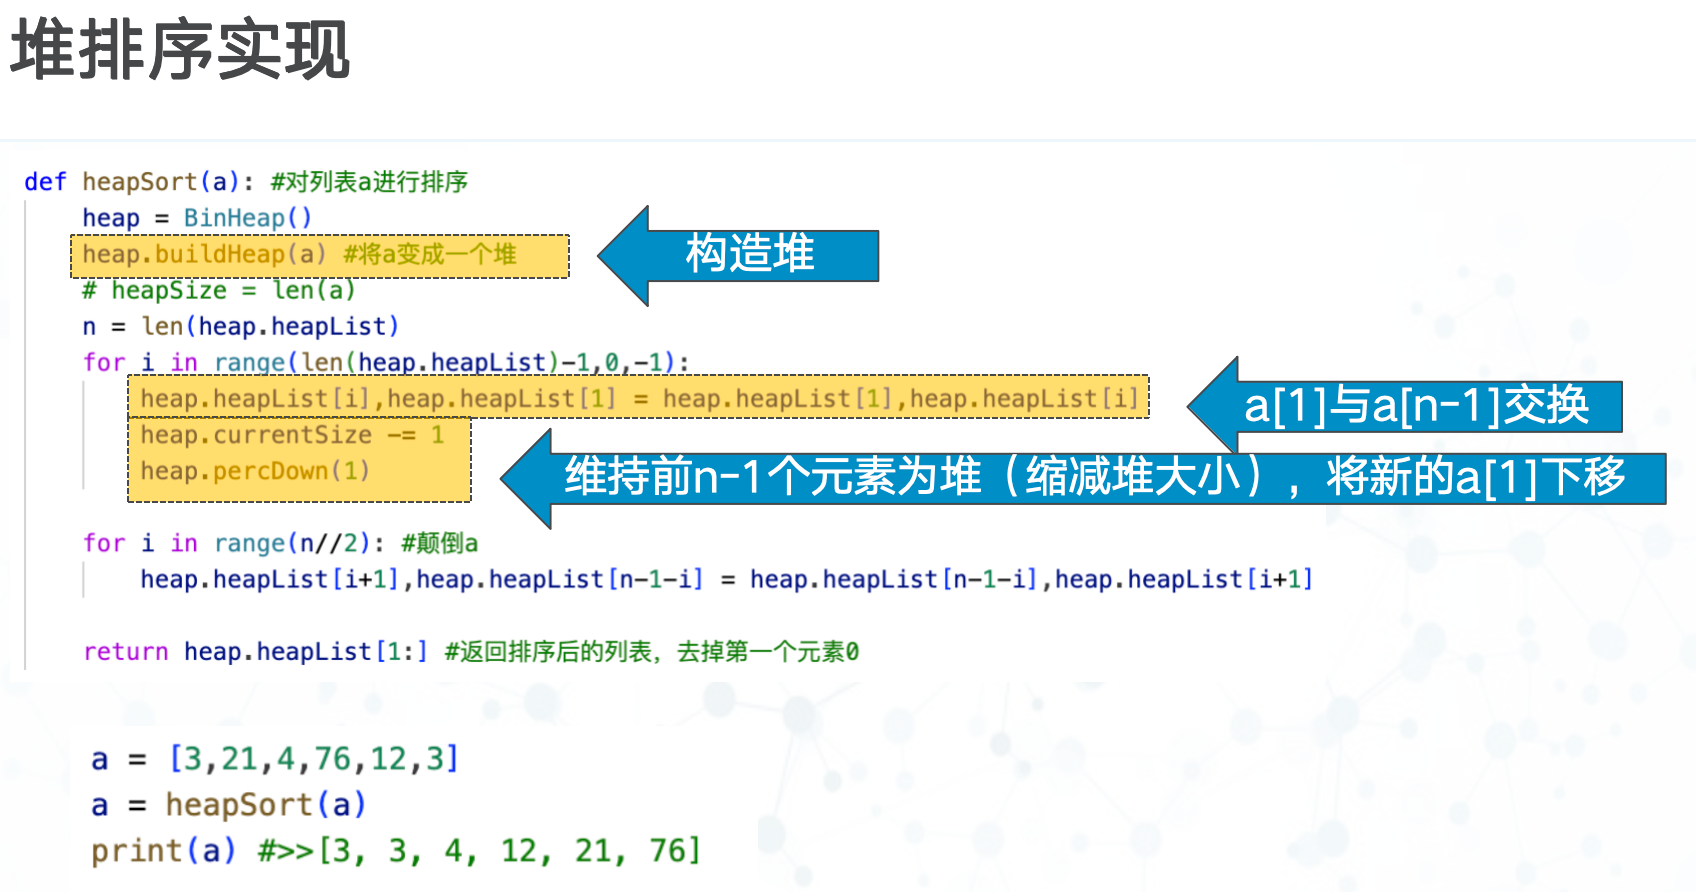 堆排序实现
def heapSort(a): #对列表a进行排序
heap = BinHeap()
heap.buildHeap(a) #将a变成一个堆
构造堆
# heapSize = len(a)
n = len(heap.heapList)
for i in range(len(heap.heapList)-1,0,-1):
heap.heapList[i],heap.heapList[1] = heap.heapList[1],heap.heapList[i]
a[1]与a[n-1]交换
heap.currentSize -= 1
heap.percDown(1)
维持前n-1个元素为堆（缩减堆大小），将新的a[1]下移
for i in range(n//2): #颠倒a
heap.heapList[i+1],heap.heapList[n-1-i] = heap.heapList[n-1-i],heap.heapList[i+1]
return heap.heapList[1:] #返回排序后的列表，去掉第一个元素0
a = [3,21,4,76,12,3]
a = heapSort(a)
print(a) #>>[3, 3, 4, 12, 21, 76]